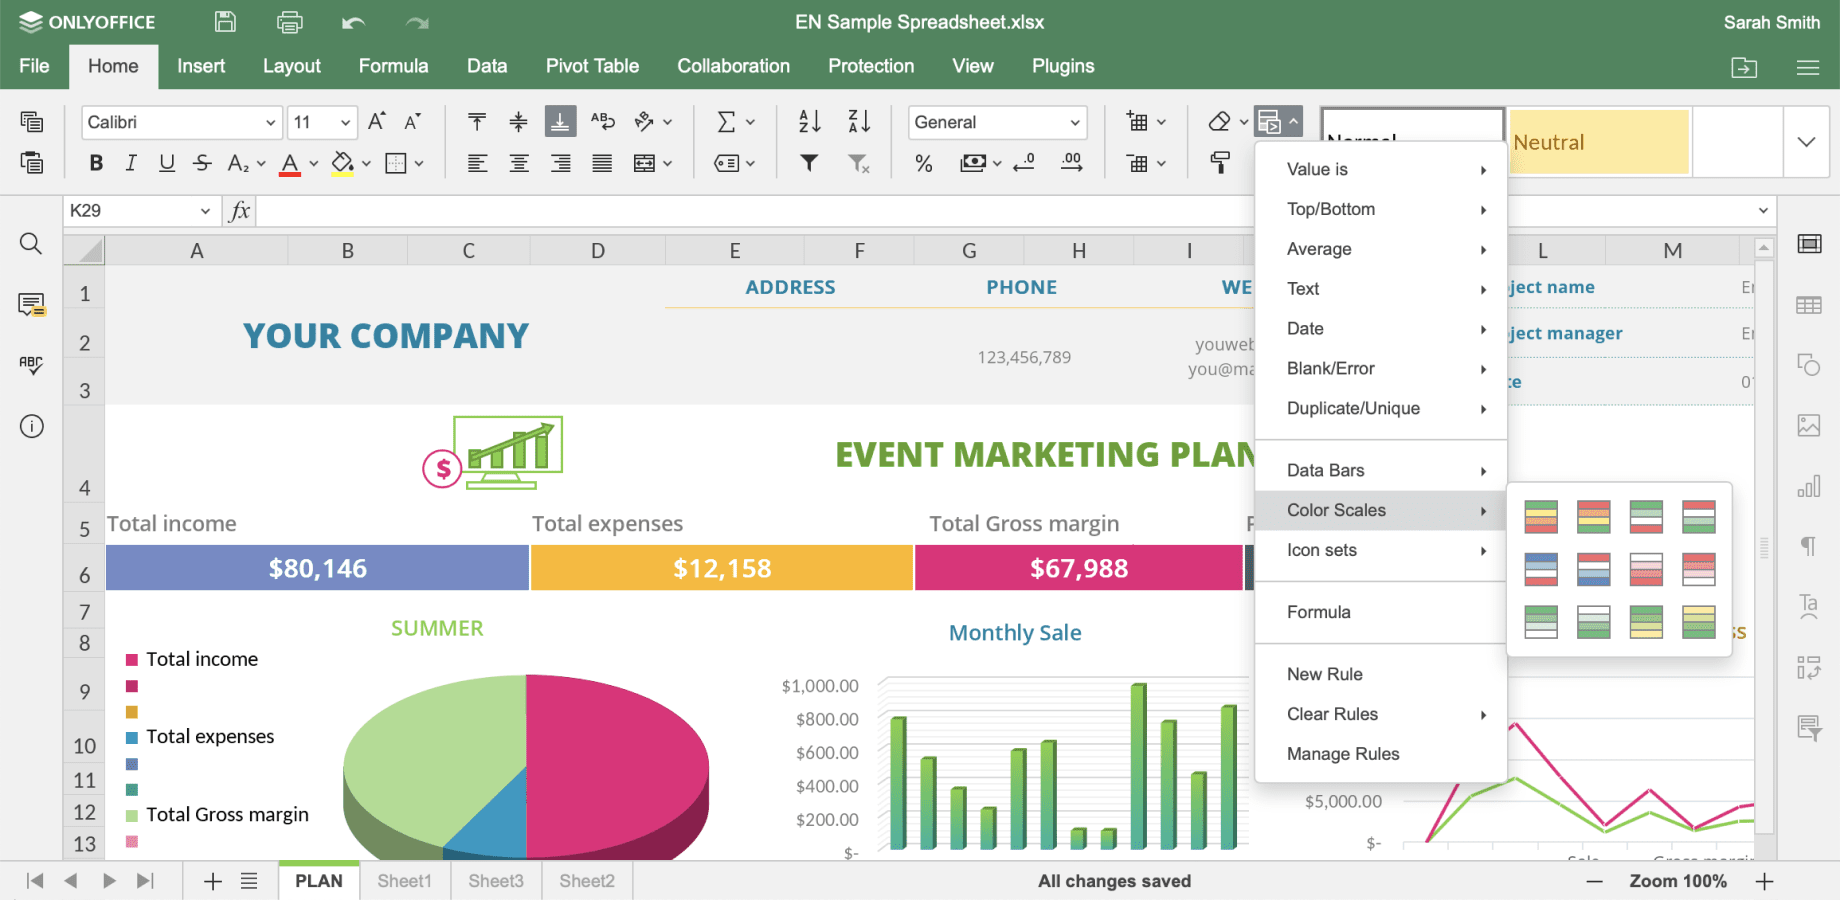 ONLYOFFICE
EN Sample Spreadsheet.xlsx
Sarah Smith
File Home Insert Layout Formula Data Pivot Table Collaboration Protection View Plugins
Calibri 11 General Normal Neutral
K29 fx
A B C D E F G H I L M
1 2 3 4 5 6 7 8 9 10 11 12 13
ADDRESS PHONE WE
YOUR COMPANY
123,456,789
youweb
you@ma
ject name
ject manager
te
EVENT MARKETING PLAN
$
Total income Total expenses Total Gross margin
$80,146 $12,158 $67,988
SUMMER
Total income
Total expenses
Total Gross margin
Monthly Sale
$1,000.00
$800.00
$600.00
$400.00
$200.00
$-
$5,000.00
$-
Value is
Top/Bottom
Average
Text
Date
Blank/Error
Duplicate/Unique
Data Bars
Color Scales
Icon sets
Formula
New Rule
Clear Rules
Manage Rules
PLAN Sheet1 Sheet3 Sheet2
All changes saved
Zoom 100%